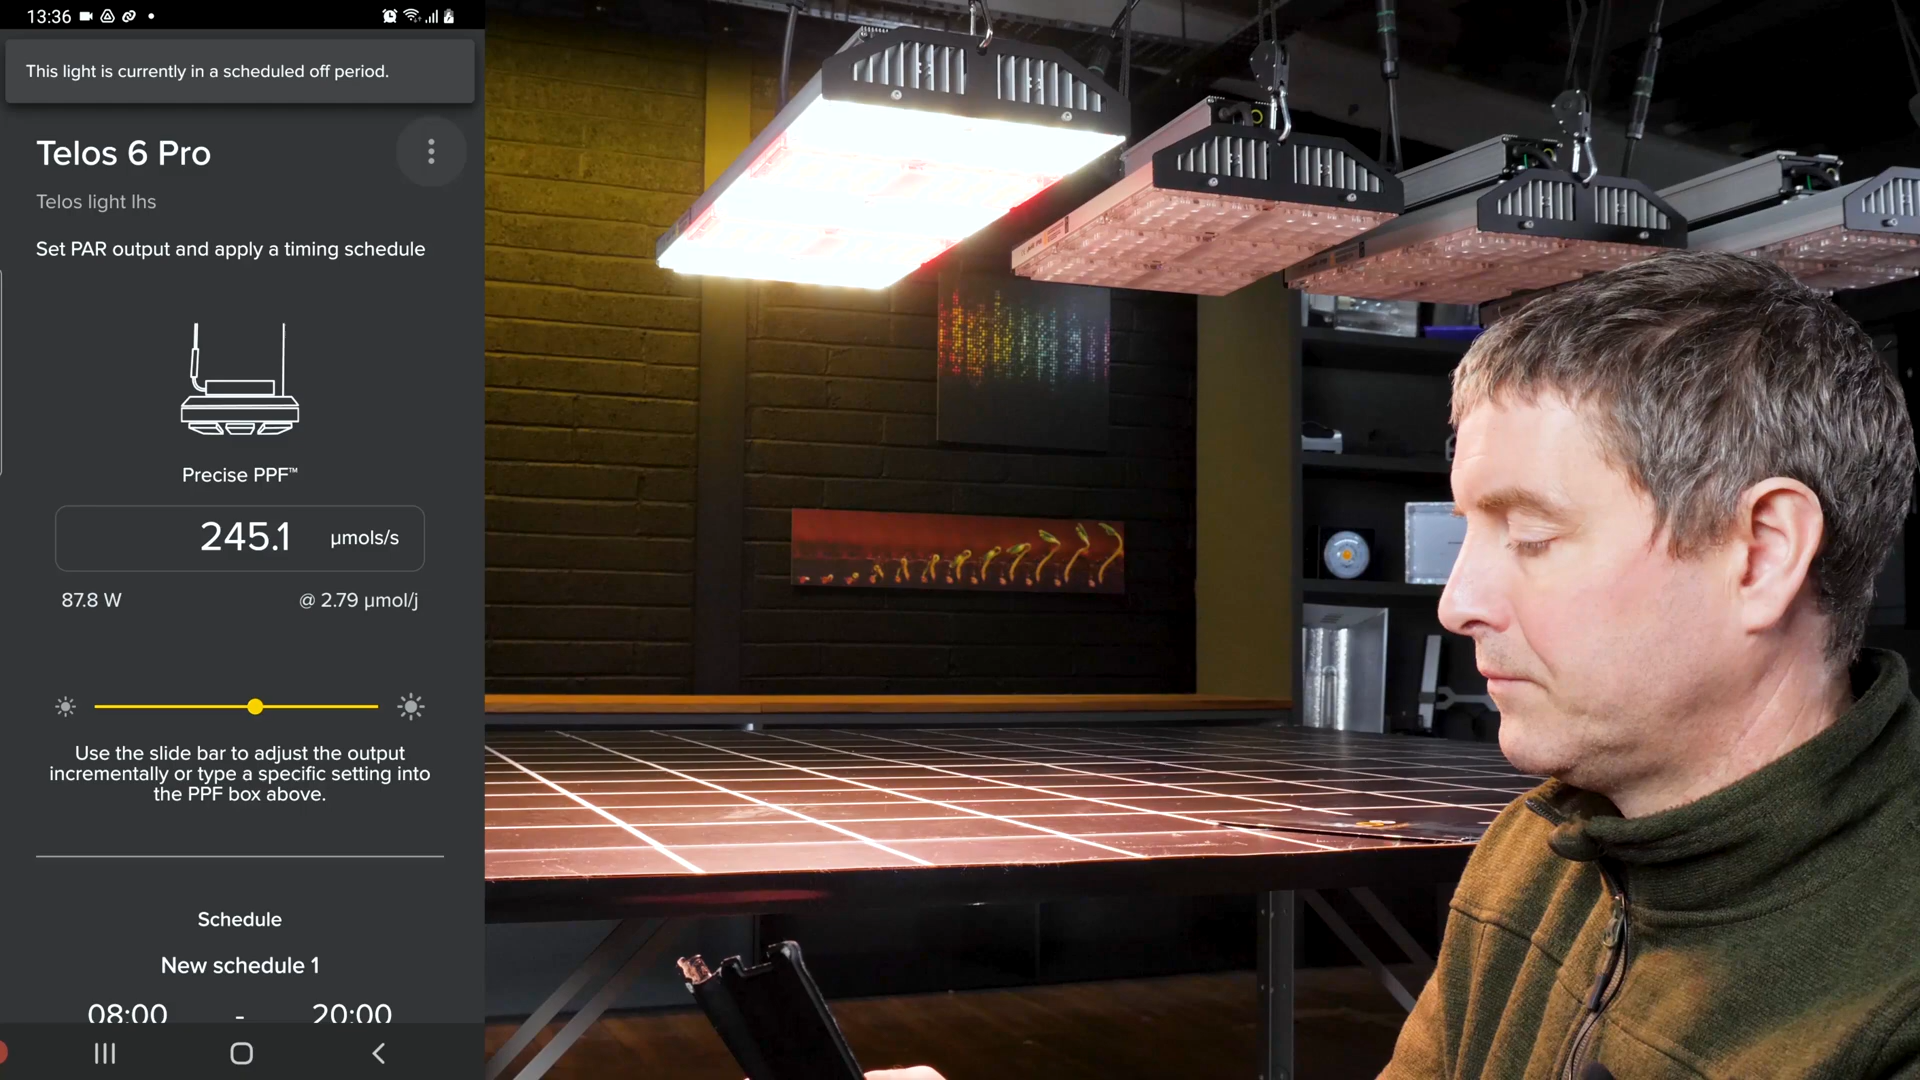 13:36
This light is currently in a scheduled off period.
Telos 6 Pro
Telos light lhs
Set PAR output and apply a timing schedule
Precise PPF™
245.1 µmols/s
87.8 W @ 2.79 µmol/j
Use the slide bar to adjust the output
incrementally or type a specific setting into
the PPF box above.
Schedule
New schedule 1
08:00 - 20:00